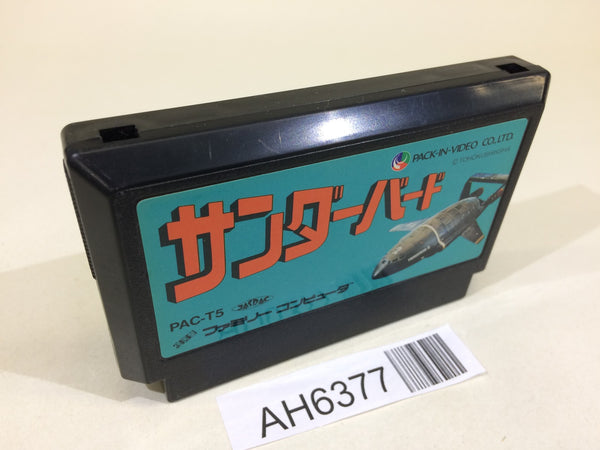 PACK-IN-VIDEO CO., LTD.
© TOHOKUSHINSHA
サンダーバード
PAC-T5
ファミリー コンピュータ
AH6377